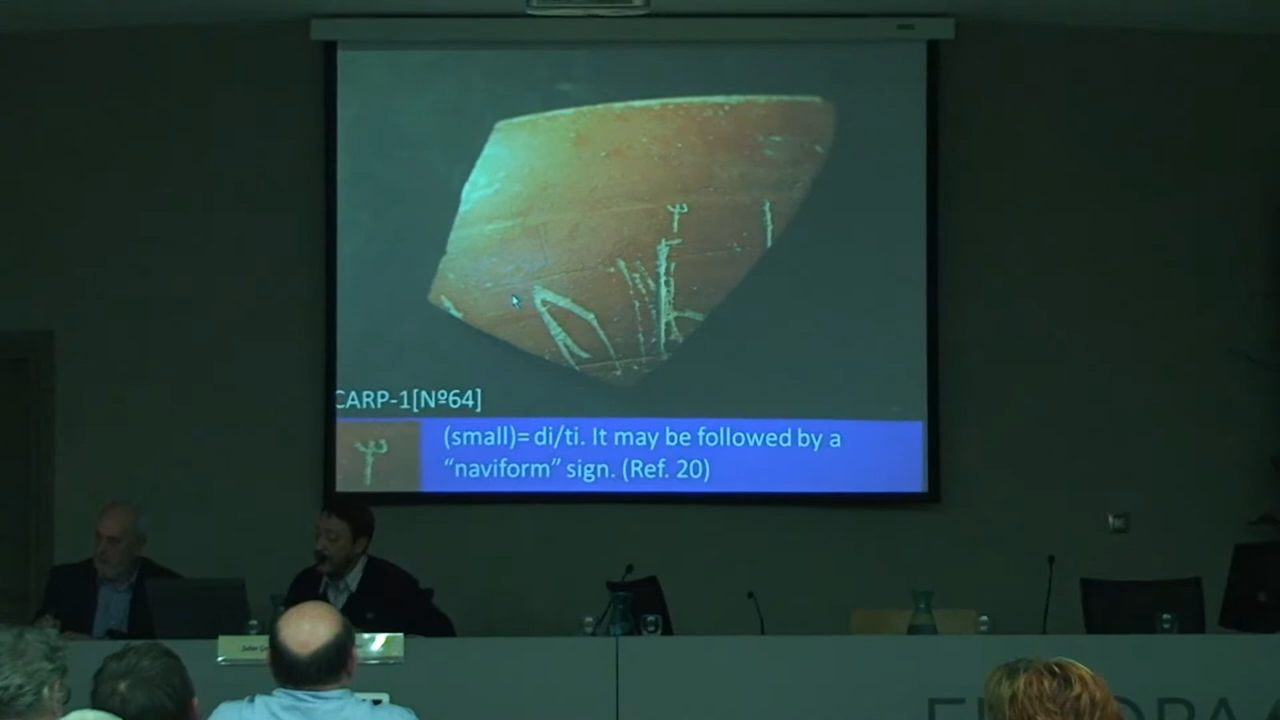 CARP-1[Nº64]
(small)= di/ti. It may be followed by a
“naviform” sign. (Ref. 20)